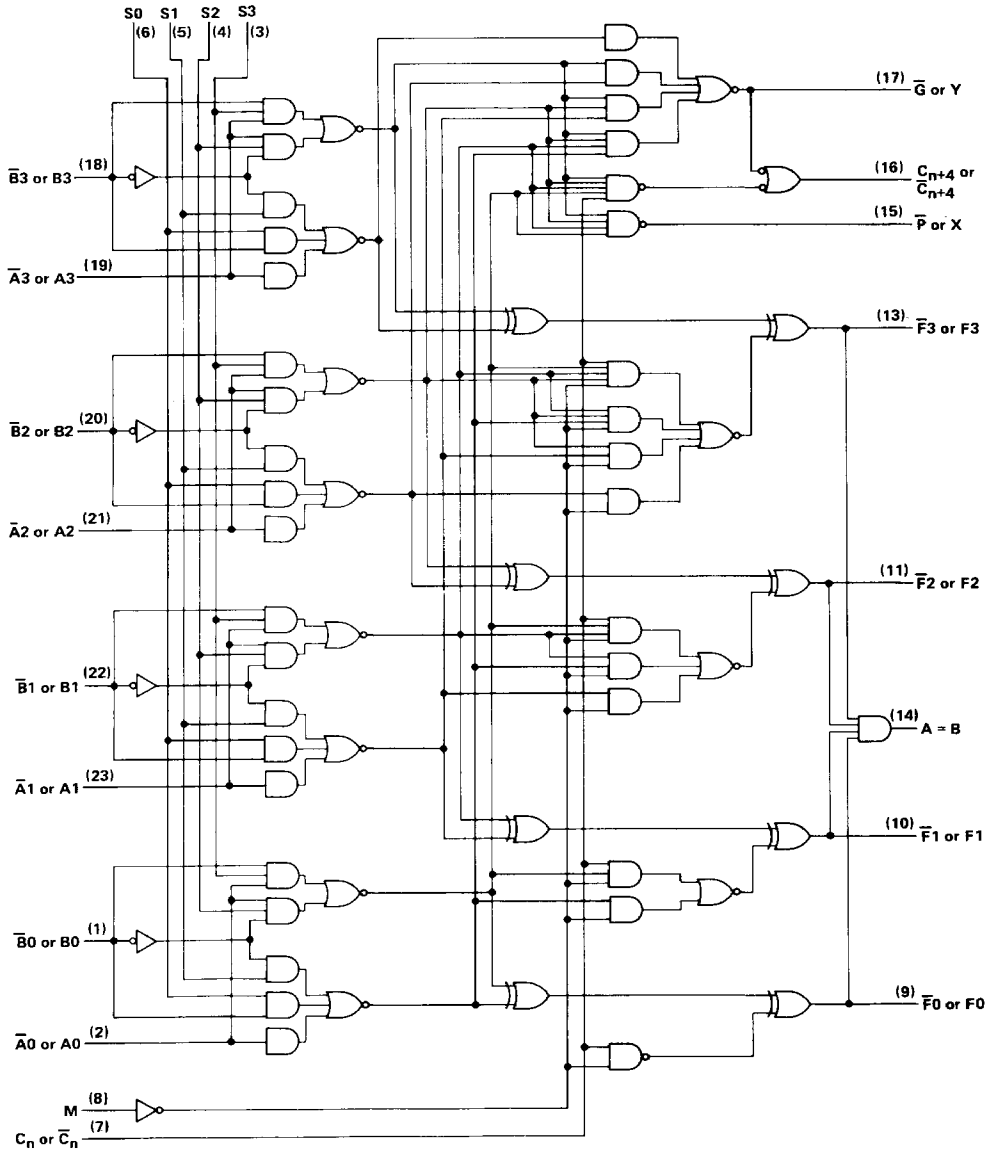 S0 S1 S2 S3
(6) (5) (4) (3)
(17) G̅ or Y
(18)
B̅3 or B3
(16) Cn+4 or
C̅n+4
(15) P̅ or X
(19)
A̅3 or A3
(13) F̅3 or F3
(20)
B̅2 or B2
(21)
A̅2 or A2
(11) F̅2 or F2
(22)
B̅1 or B1
(14) A = B
(23)
A̅1 or A1
(10) F̅1 or F1
(1)
B̅0 or B0
(9) F̅0 or F0
(2)
A̅0 or A0
M (8)
Cn or C̅n (7)